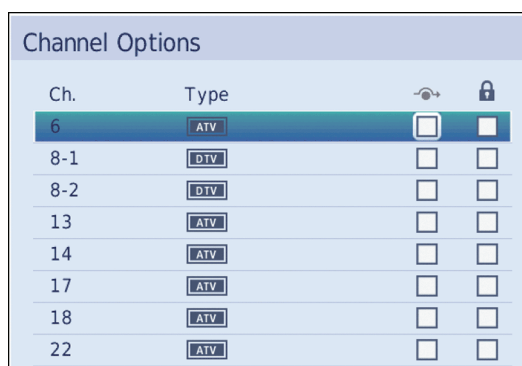 Channel Options
Ch. Type
6 ATV
8-1 DTV
8-2 DTV
13 ATV
14 ATV
17 ATV
18 ATV
22 ATV